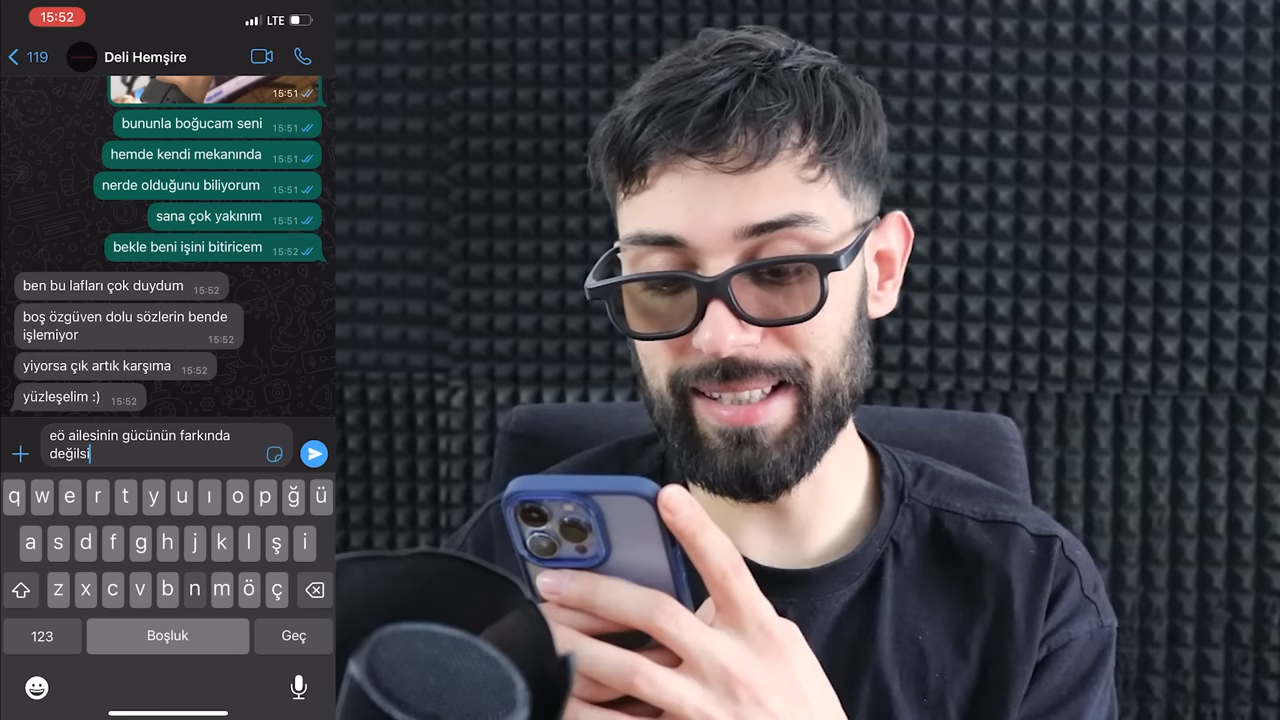 15:52
LTE
119
Deli Hemşire
15:51
bununla boğucam seni 15:51
hemde kendi mekanında 15:51
nerde olduğunu biliyorum 15:51
sana çok yakınım 15:51
bekle beni işini bitiricem 15:52
ben bu lafları çok duydum 15:52
boş özgüven dolu sözlerin bende
işlemiyor 15:52
yiyorsa çık artık karşıma 15:52
yüzleşelim :) 15:52
eö ailesinin gücünün farkında
değilsi
q w e r t y u ı o p ğ ü
a s d f g h j k l ş i
z x c v b n m ö ç
123 Boşluk Geç